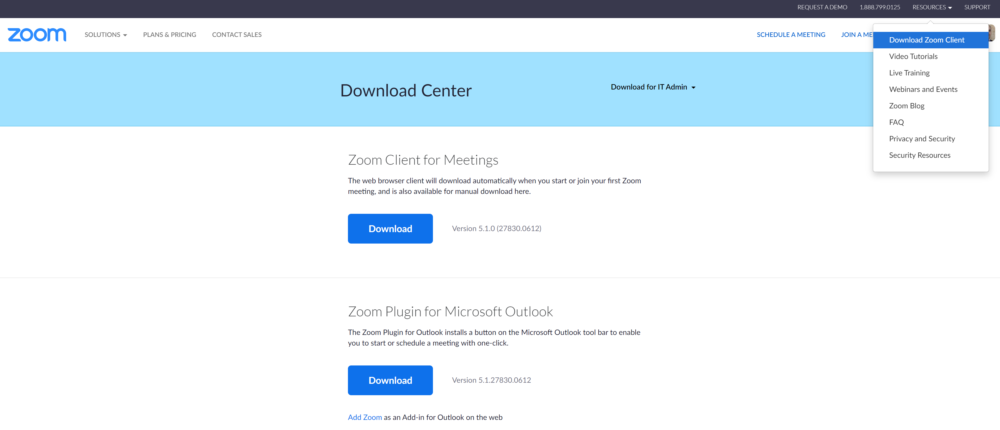 REQUEST A DEMO 1.888.799.0125 RESOURCES SUPPORT
zoom SOLUTIONS PLANS & PRICING CONTACT SALES SCHEDULE A MEETING JOIN A ME
Download Zoom Client
Video Tutorials
Live Training
Webinars and Events
Zoom Blog
FAQ
Privacy and Security
Security Resources
Download Center
Download for IT Admin
Zoom Client for Meetings
The web browser client will download automatically when you start or join your first Zoom
meeting, and is also available for manual download here.
Download Version 5.1.0 (27830.0612)
Zoom Plugin for Microsoft Outlook
The Zoom Plugin for Outlook installs a button on the Microsoft Outlook tool bar to enable
you to start or schedule a meeting with one-click.
Download Version 5.1.27830.0612
Add Zoom as an Add-in for Outlook on the web